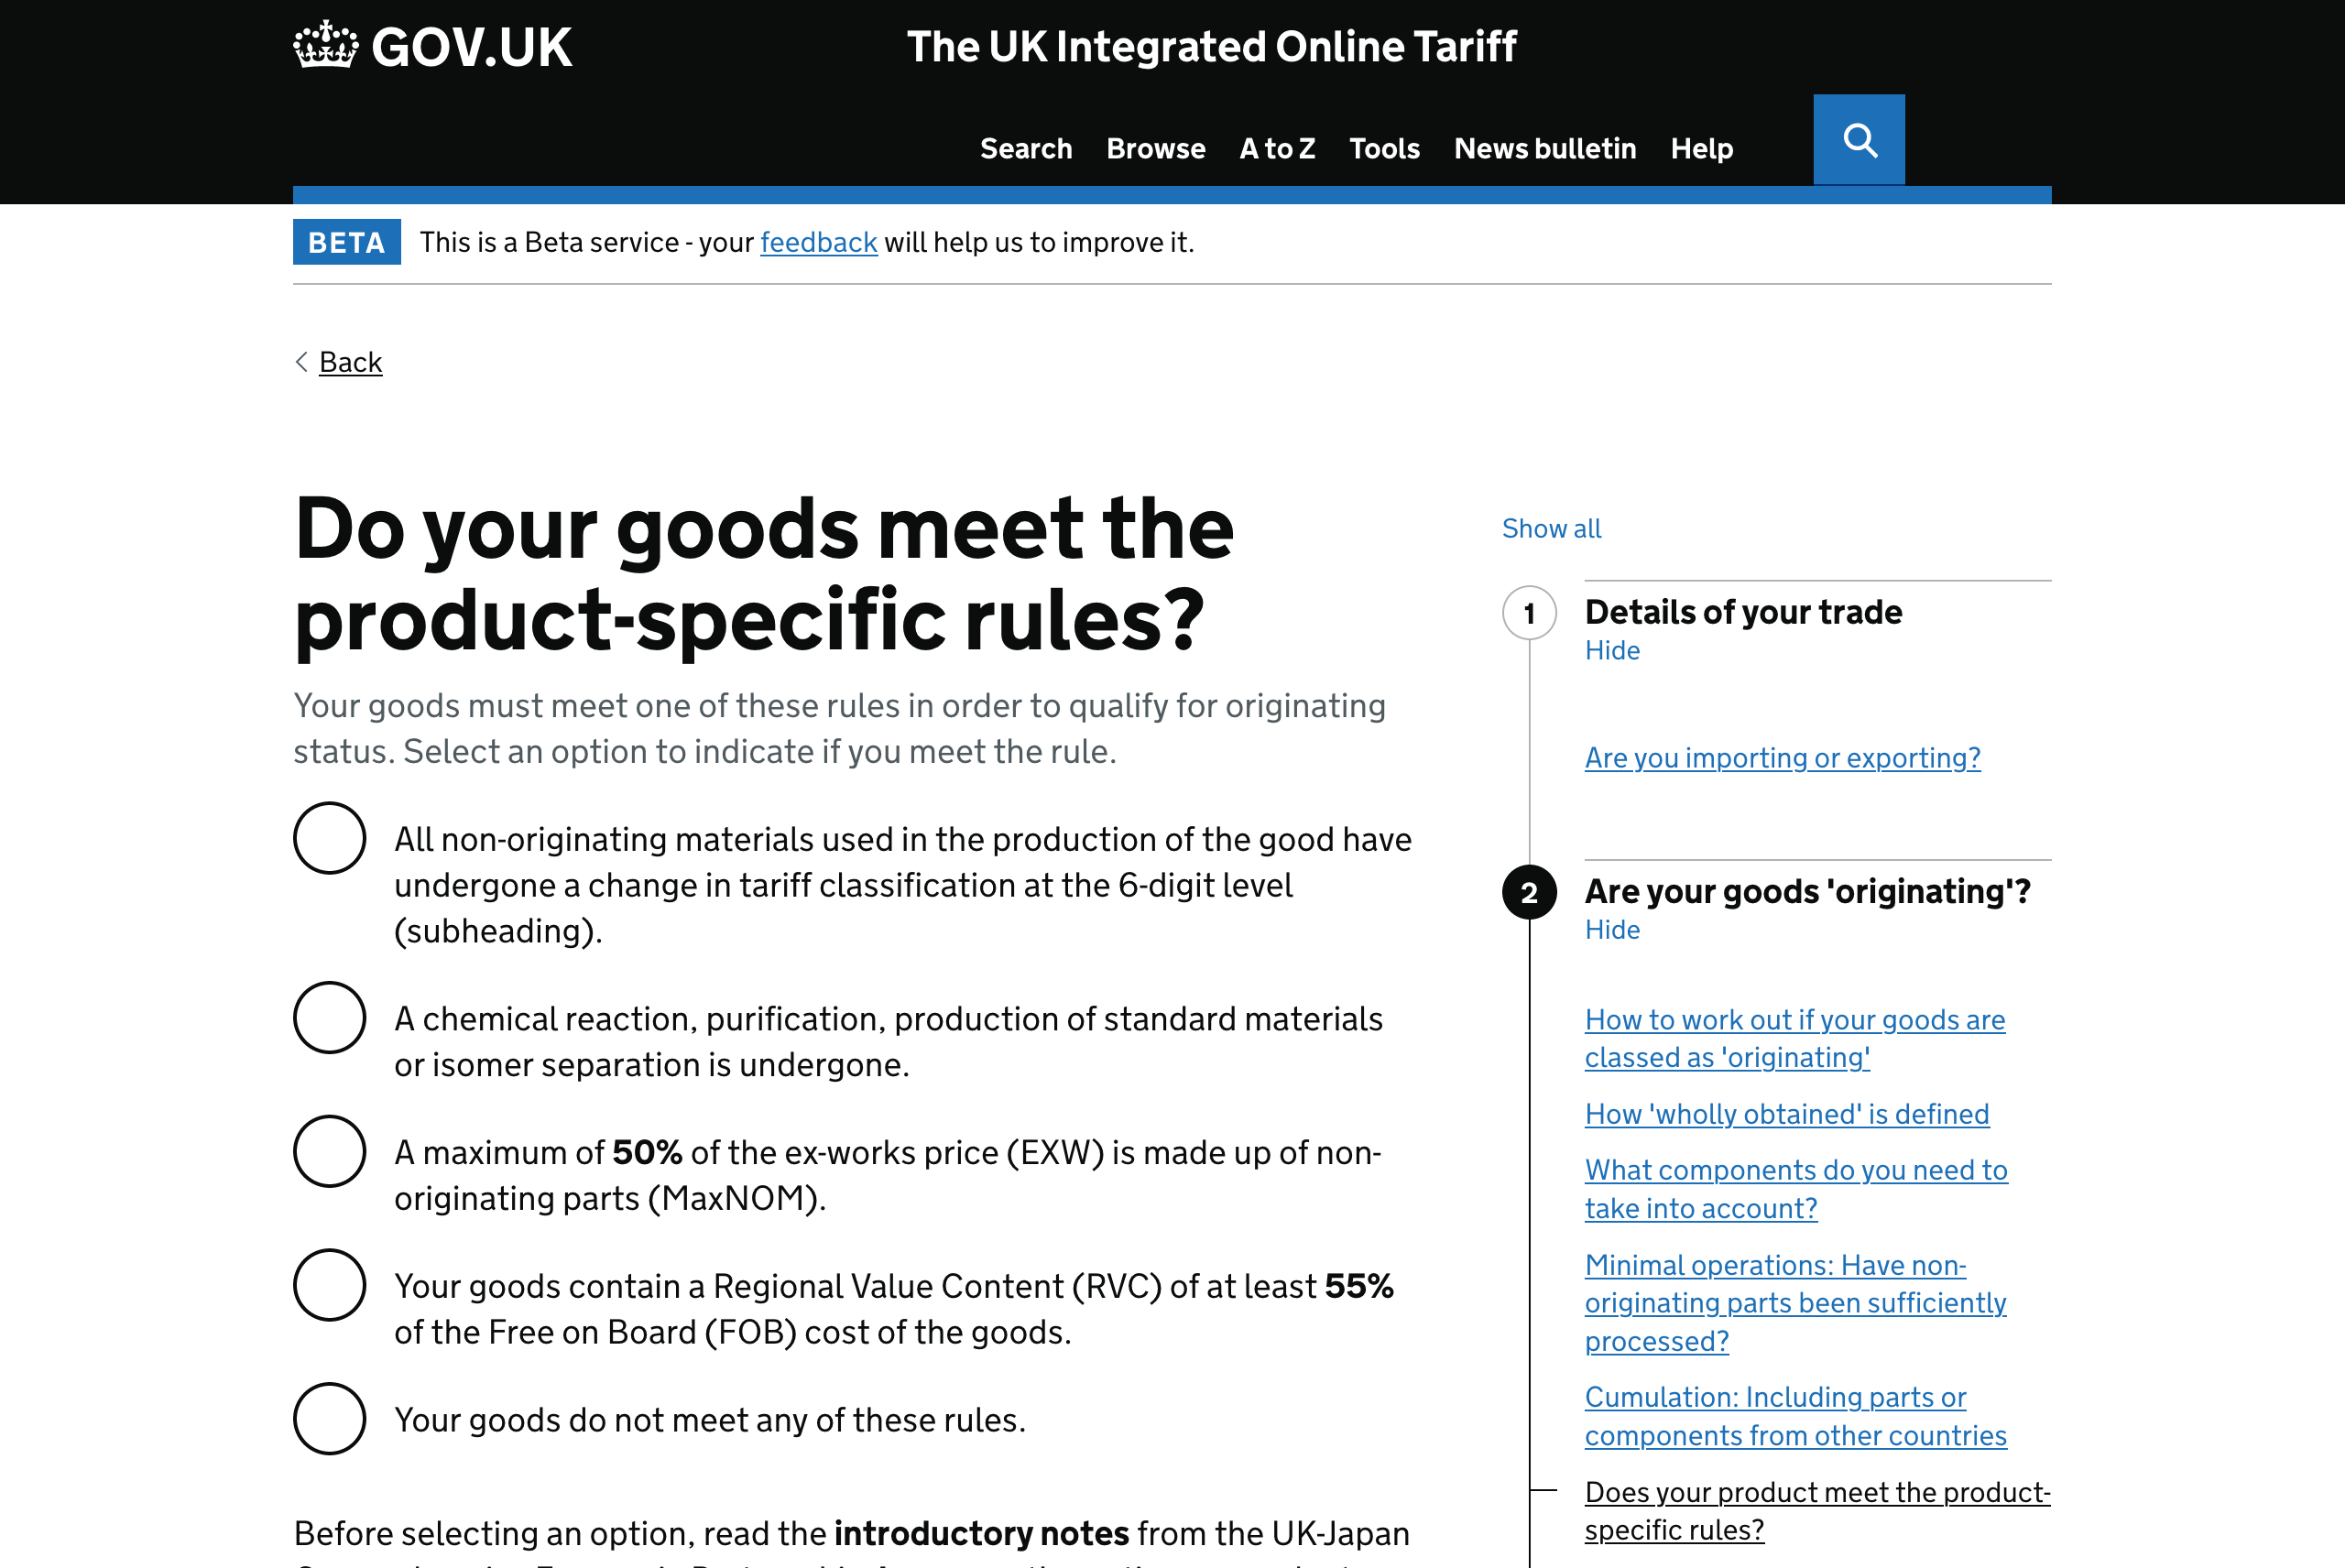 GOV.UK
The UK Integrated Online Tariff
Search Browse A to Z Tools News bulletin Help
BETA This is a Beta service - your feedback will help us to improve it.
Back
Do your goods meet the
product-specific rules?
Your goods must meet one of these rules in order to qualify for originating
status. Select an option to indicate if you meet the rule.
All non-originating materials used in the production of the good have
undergone a change in tariff classification at the 6-digit level
(subheading).
A chemical reaction, purification, production of standard materials
or isomer separation is undergone.
A maximum of 50% of the ex-works price (EXW) is made up of non-
originating parts (MaxNOM).
Your goods contain a Regional Value Content (RVC) of at least 55%
of the Free on Board (FOB) cost of the goods.
Your goods do not meet any of these rules.
Before selecting an option, read the introductory notes from the UK-Japan
Show all
1 Details of your trade
Hide
Are you importing or exporting?
2 Are your goods 'originating'?
Hide
How to work out if your goods are
classed as 'originating'
How 'wholly obtained' is defined
What components do you need to
take into account?
Minimal operations: Have non-
originating parts been sufficiently
processed?
Cumulation: Including parts or
components from other countries
Does your product meet the product-
specific rules?